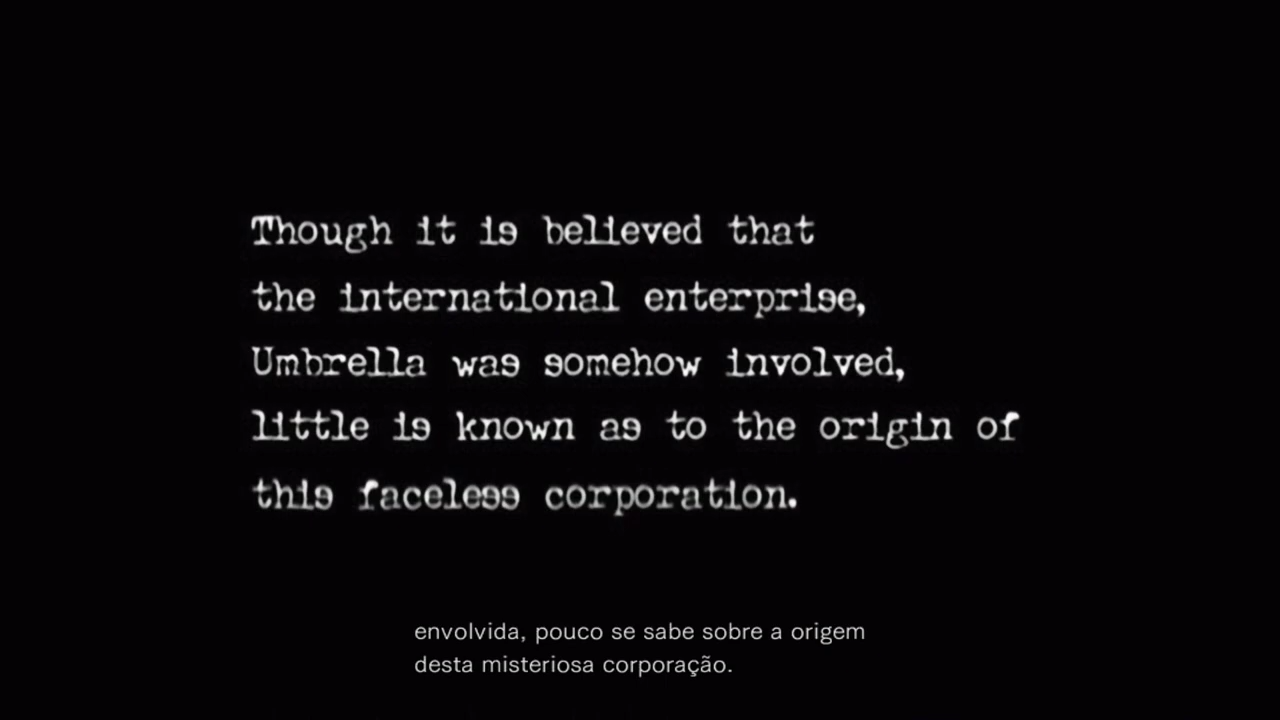 Though it is believed that
the international enterprise,
Umbrella was somehow involved,
little is known as to the origin of
this faceless corporation.
envolvida, pouco se sabe sobre a origem
desta misteriosa corporação.